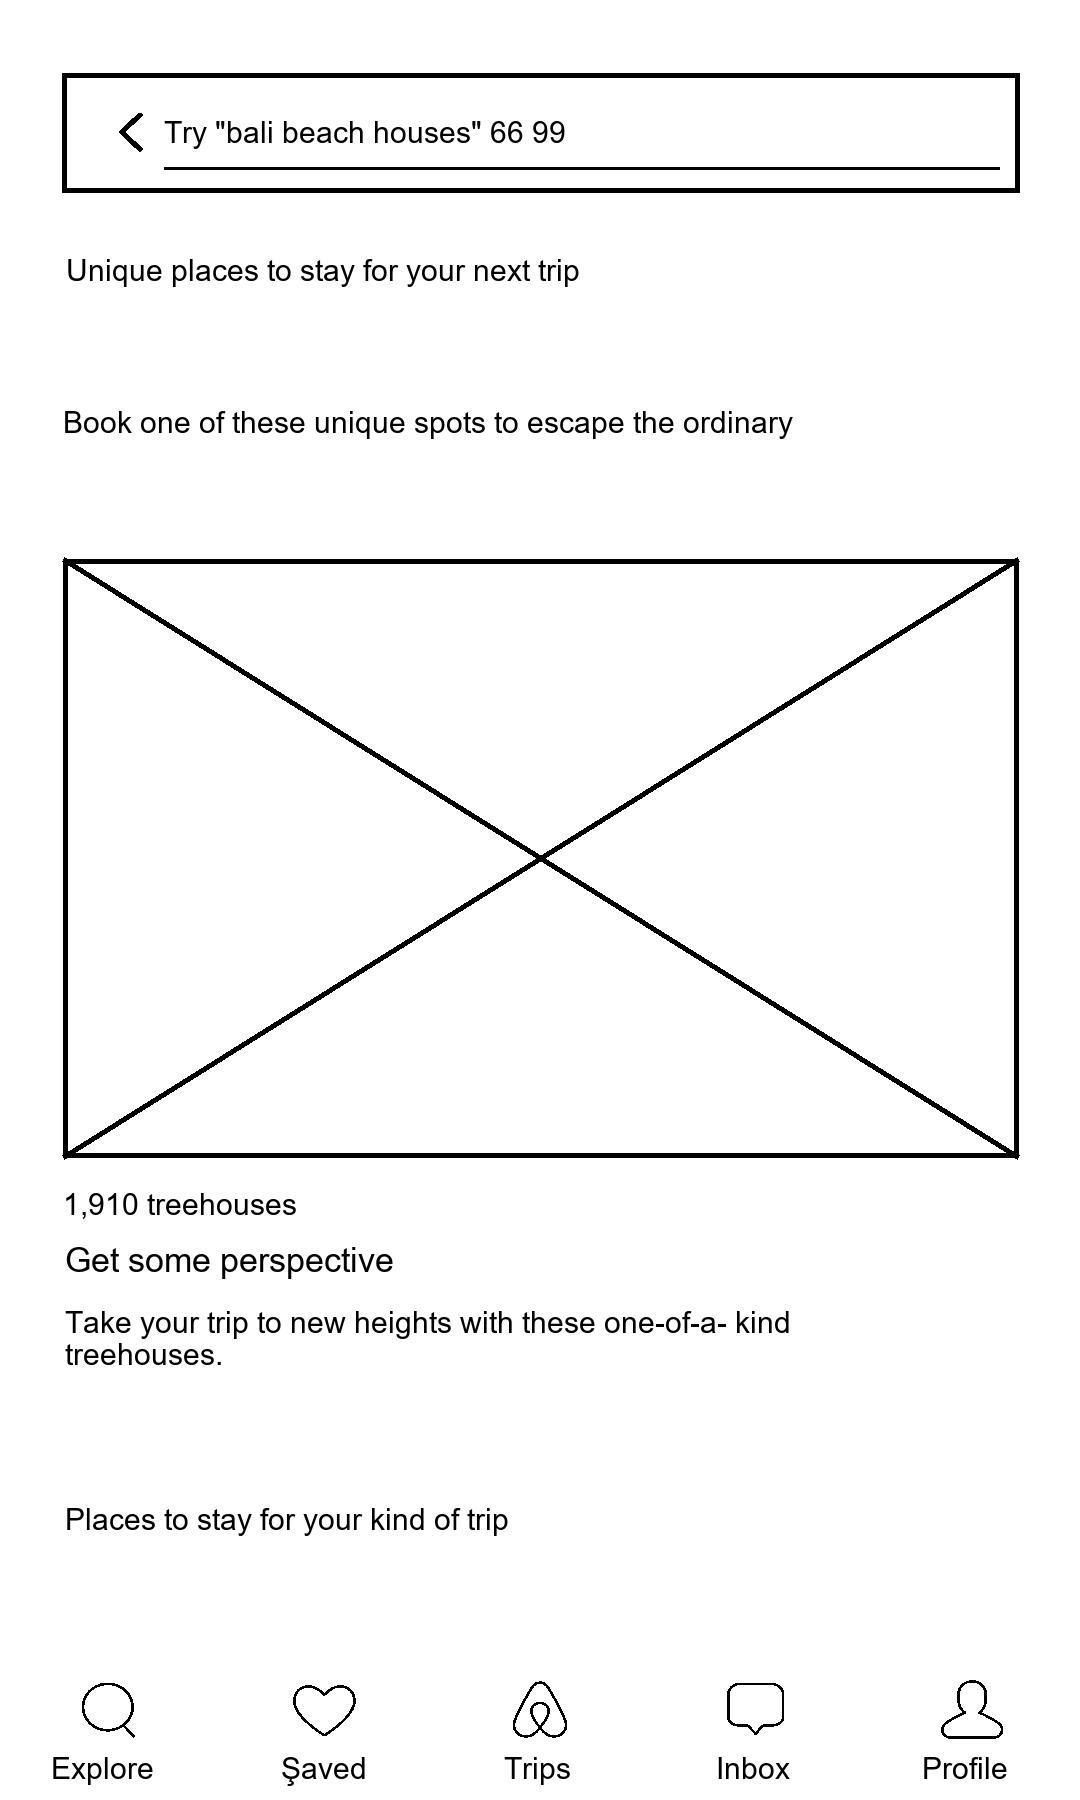 Try "bali beach houses" 66 99
Unique places to stay for your next trip
Book one of these unique spots to escape the ordinary
1,910 treehouses
Get some perspective
Take your trip to new heights with these one-of-a- kind
treehouses.
Places to stay for your kind of trip
Explore
Şaved
Trips
Inbox
Profile